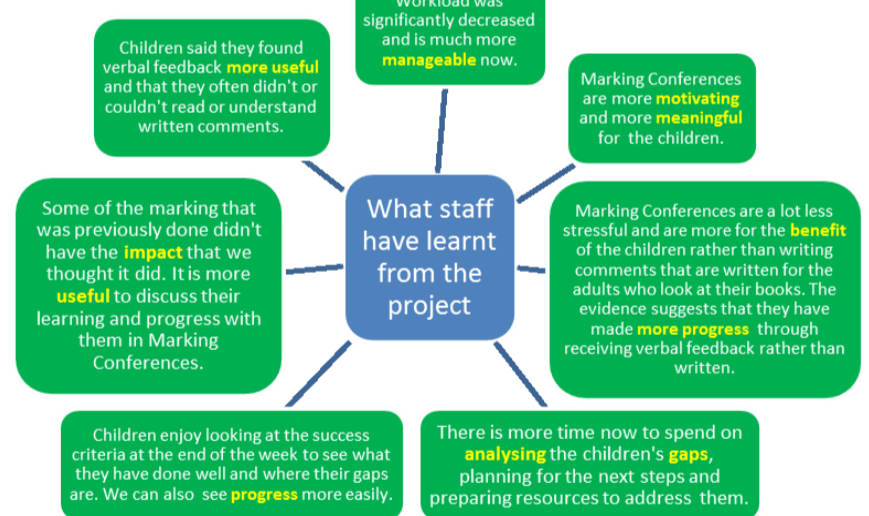 Workload was
significantly decreased
and is much more
manageable now.
Children said they found
verbal feedback more useful
and that they often didn't or
couldn't read or understand
written comments.
Marking Conferences
are more motivating
and more meaningful
for the children.
What staff
have learnt
from the
project
Some of the marking that
was previously done didn't
have the impact that we
thought it did. It is more
useful to discuss their
learning and progress with
them in Marking
Conferences.
Marking Conferences are a lot less
stressful and are more for the benefit
of the children rather than writing
comments that are written for the
adults who look at their books. The
evidence suggests that they have
made more progress through
receiving verbal feedback rather than
written.
Children enjoy looking at the success
criteria at the end of the week to see what
they have done well and where their gaps
are. We can also see progress more easily.
There is more time now to spend on
analysing the children's gaps,
planning for the next steps and
preparing resources to address them.